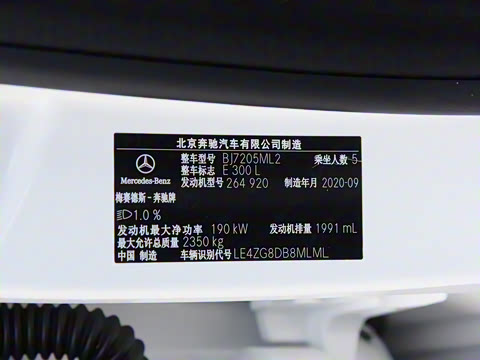 北京奔驰汽车有限公司制造
整车型号 BJ7205ML2 乘坐人数 5
整车标志 E 300 L
发动机型号 264 920 制造年月 2020-09
Mercedes-Benz
梅赛德斯-奔驰牌
1.0 %
发动机最大净功率 190 kW 发动机排量 1991 mL
最大允许总质量 2350 kg
中国 制造 车辆识别代号 LE4ZG8DB8MLML